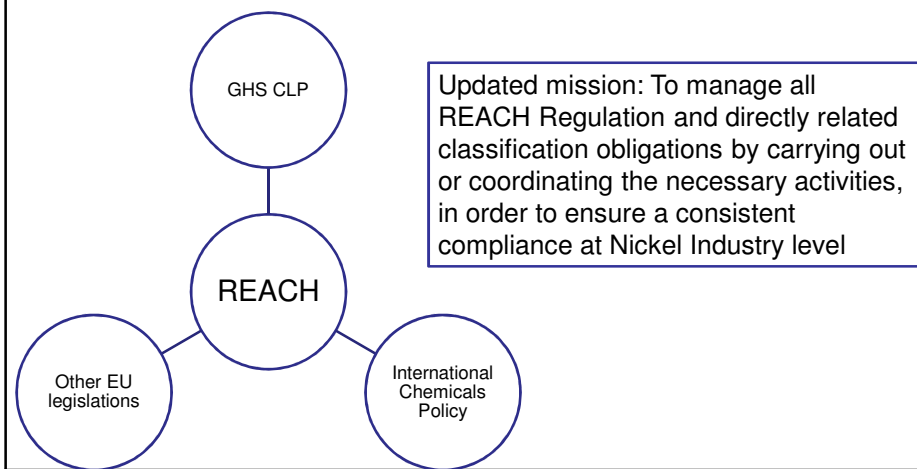 GHS CLP
Updated mission: To manage all
REACH Regulation and directly related
classification obligations by carrying out
or coordinating the necessary activities,
in order to ensure a consistent
compliance at Nickel Industry level
REACH
Other EU
legislations
International
Chemicals
Policy